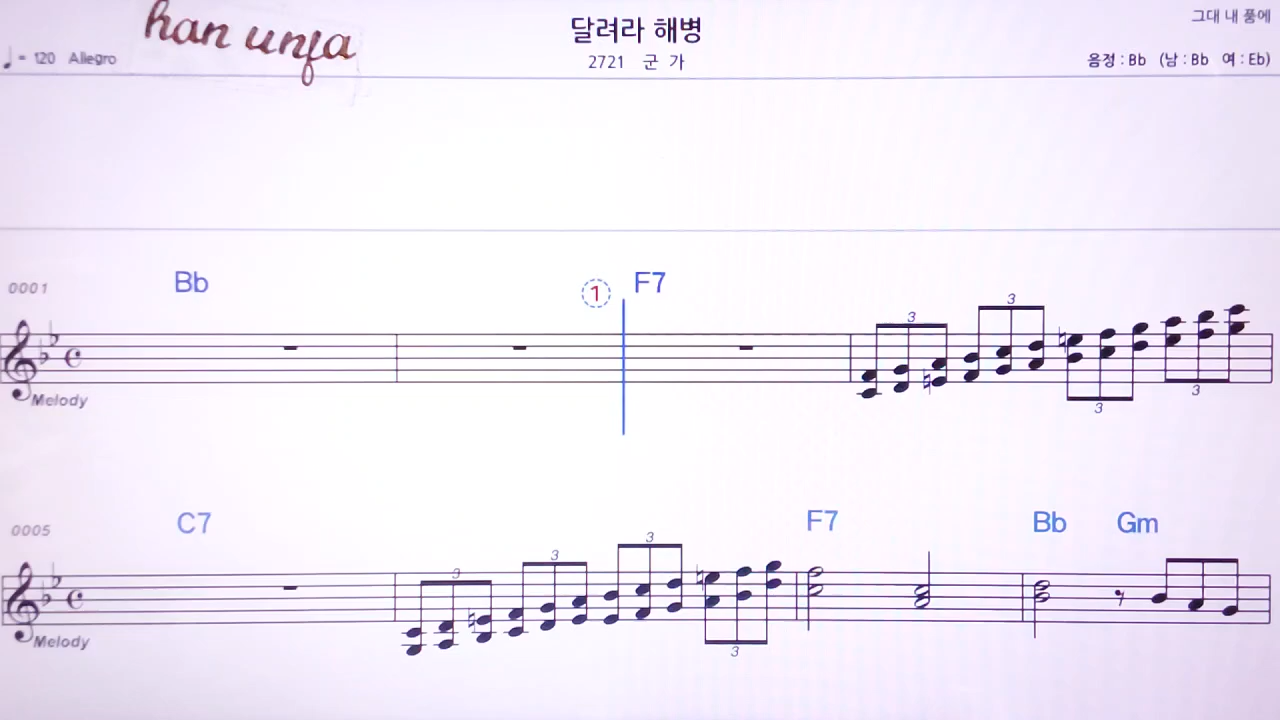 han unja
달려라 해병
그대 내 품에
♩= 120 Allegro
2721 군 가
음정 : Bb (남 : Bb 여 : Eb)
0001 Bb 1 F7
3 3 3 3
Melody
0005 C7 F7 Bb Gm
3 3 3 3
Melody